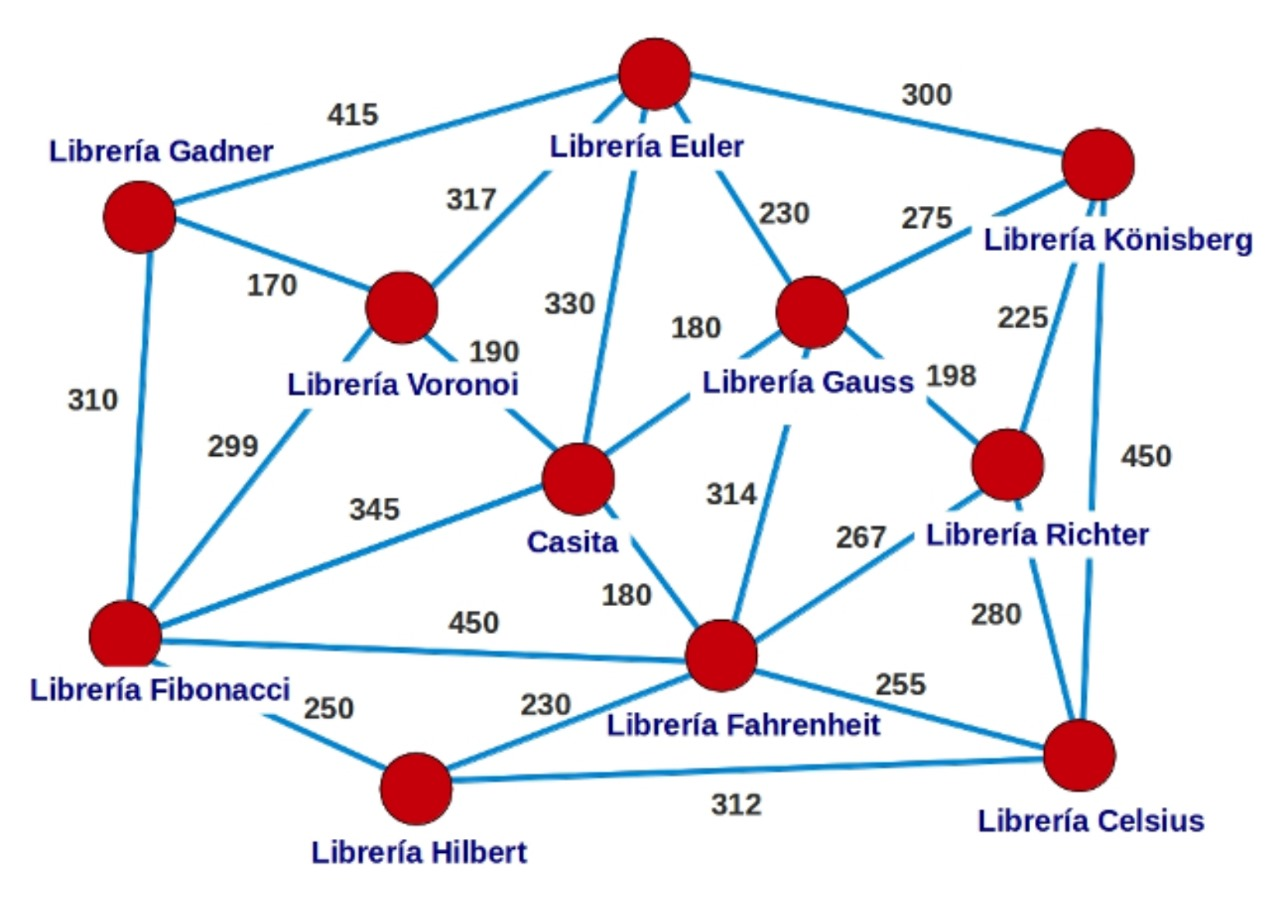 300
415
Librería Euler
Librería Gadner
317
230
275
Librería Könisberg
170
330
180
225
190
Librería Voronoi
Librería Gauss
198
310
299
450
345
314
Casita
267
Librería Richter
180
450
280
Librería Fibonacci
250
230
255
Librería Fahrenheit
312
Librería Celsius
Librería Hilbert